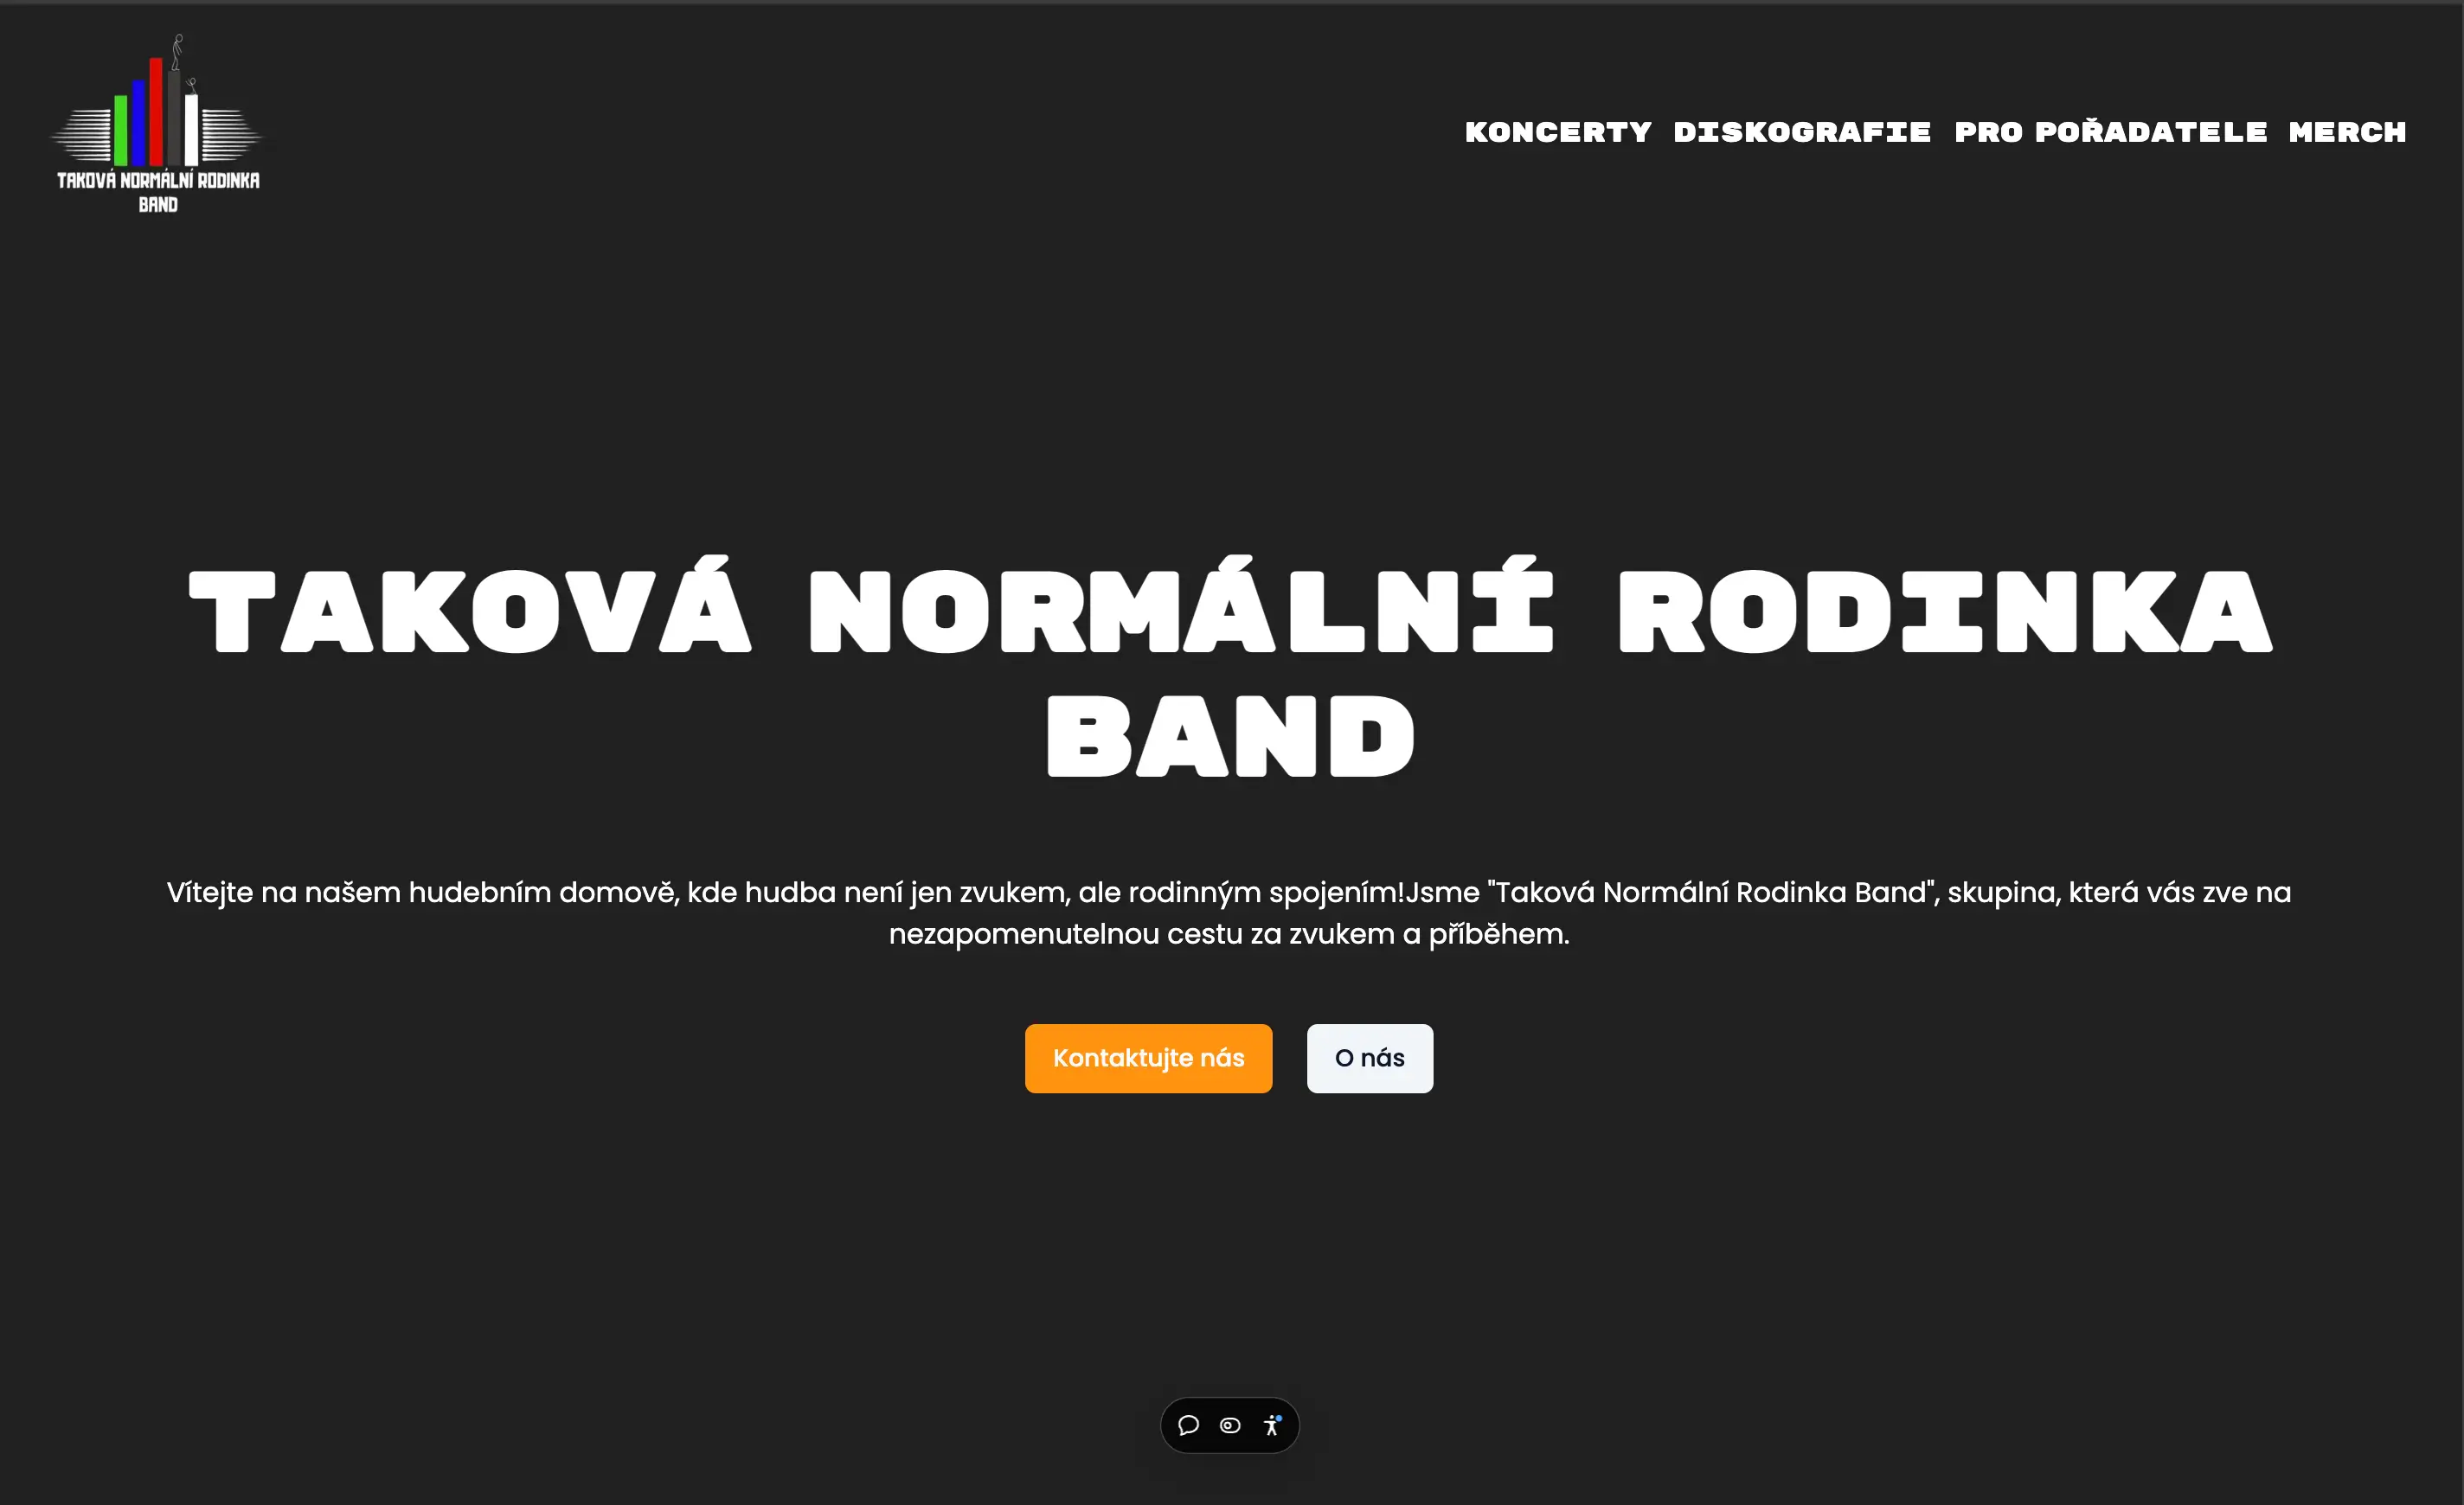 TAKOVÁ NORMÁLNÍ RODINKA
BAND
KONCERTY DISKOGRAFIE PRO POŘADATELE MERCH
TAKOVÁ NORMÁLNÍ RODINKA
BAND
Vítejte na našem hudebním domově, kde hudba není jen zvukem, ale rodinným spojením!Jsme "Taková Normální Rodinka Band", skupina, která vás zve na
nezapomenutelnou cestu za zvukem a příběhem.
Kontaktujte nás O nás